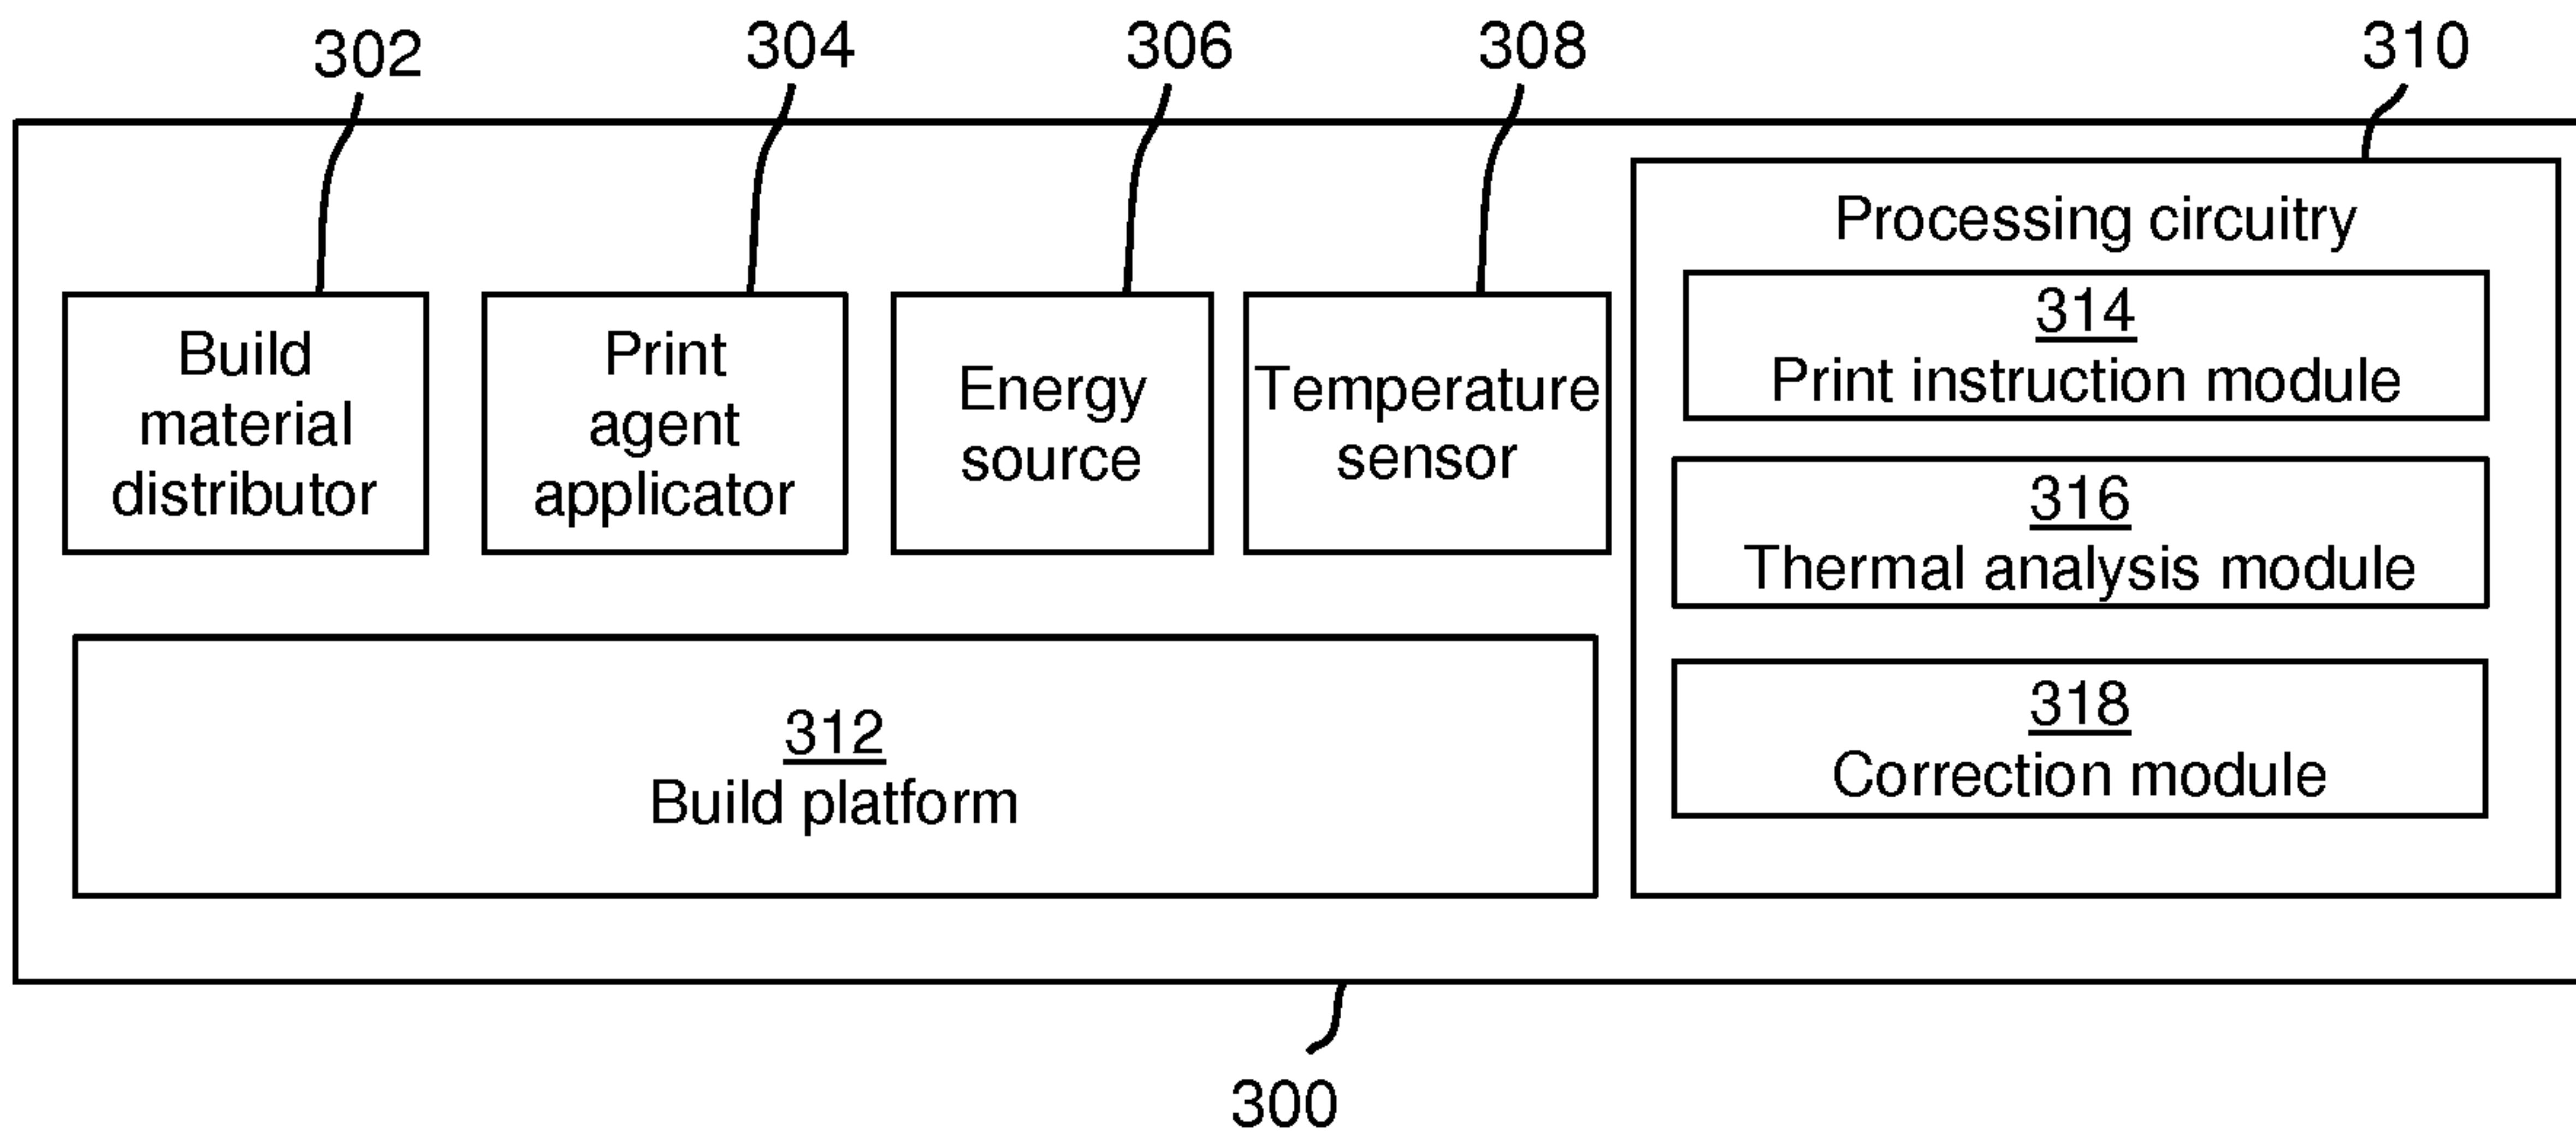 302
304
306
308
310
Build
material
distributor
Print
agent
applicator
Energy
source
Temperature
sensor
Processing circuitry
314
Print instruction module
316
Thermal analysis module
318
Correction module
312
Build platform
300